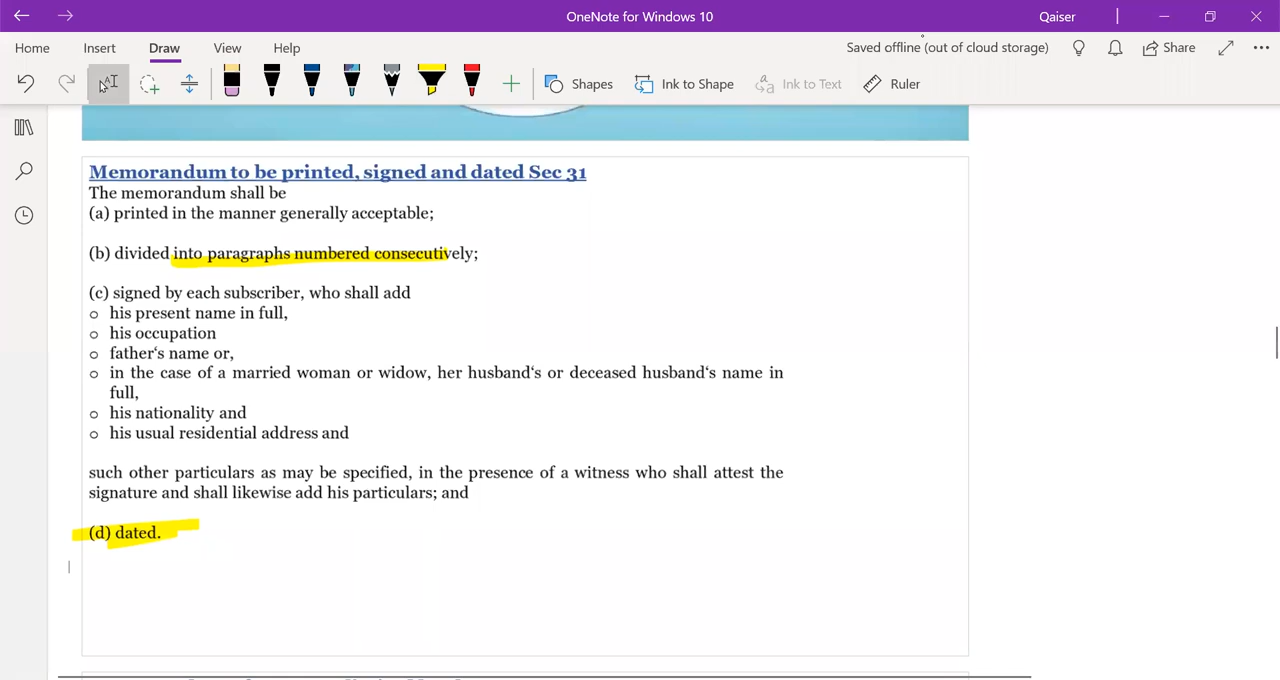 OneNote for Windows 10
Qaiser
Home Insert Draw View Help
Saved offline (out of cloud storage)
Share
Shapes
Ink to Shape
Ink to Text
Ruler
Memorandum to be printed, signed and dated Sec 31
The memorandum shall be
(a) printed in the manner generally acceptable;
(b) divided into paragraphs numbered consecutively;
(c) signed by each subscriber, who shall add
o his present name in full,
o his occupation
o father‘s name or,
o in the case of a married woman or widow, her husband‘s or deceased husband‘s name in
full,
o his nationality and
o his usual residential address and
such other particulars as may be specified, in the presence of a witness who shall attest the
signature and shall likewise add his particulars; and
(d) dated.